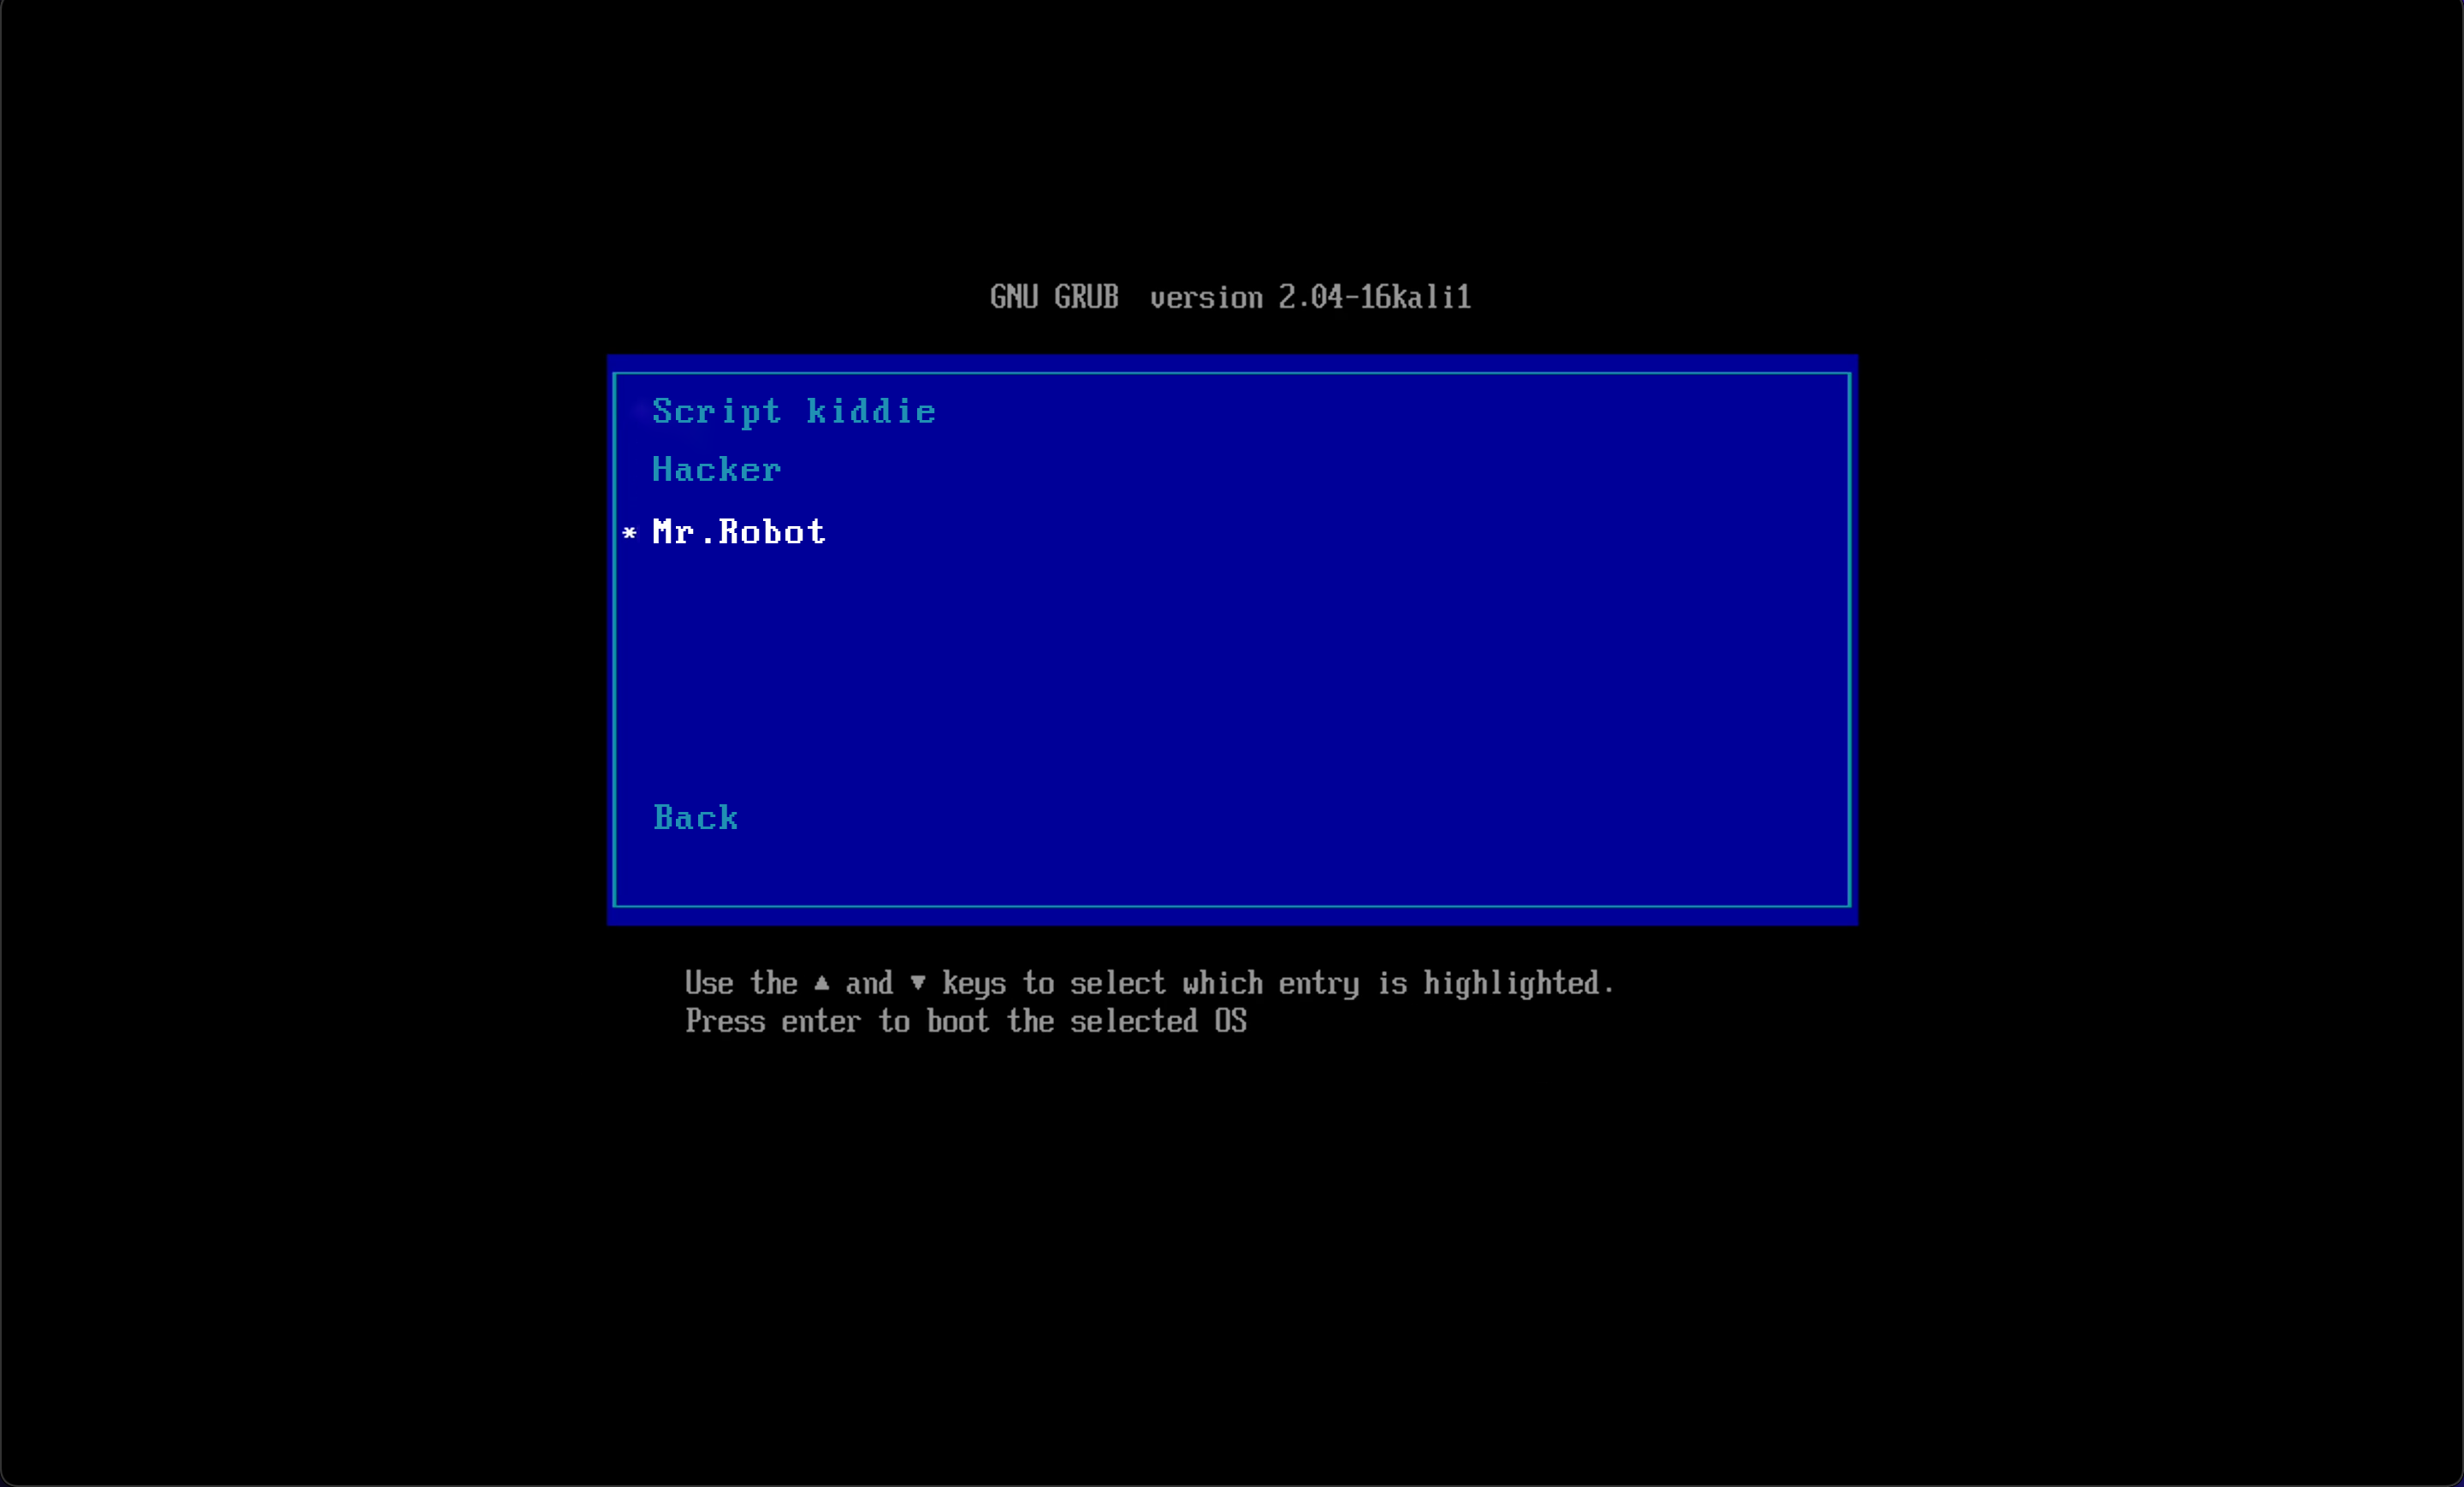 GNU GRUB  version 2.04-16kali1
Script kiddie
Hacker
* Mr.Robot
Back
Use the ▲ and ▼ keys to select which entry is highlighted.
Press enter to boot the selected OS